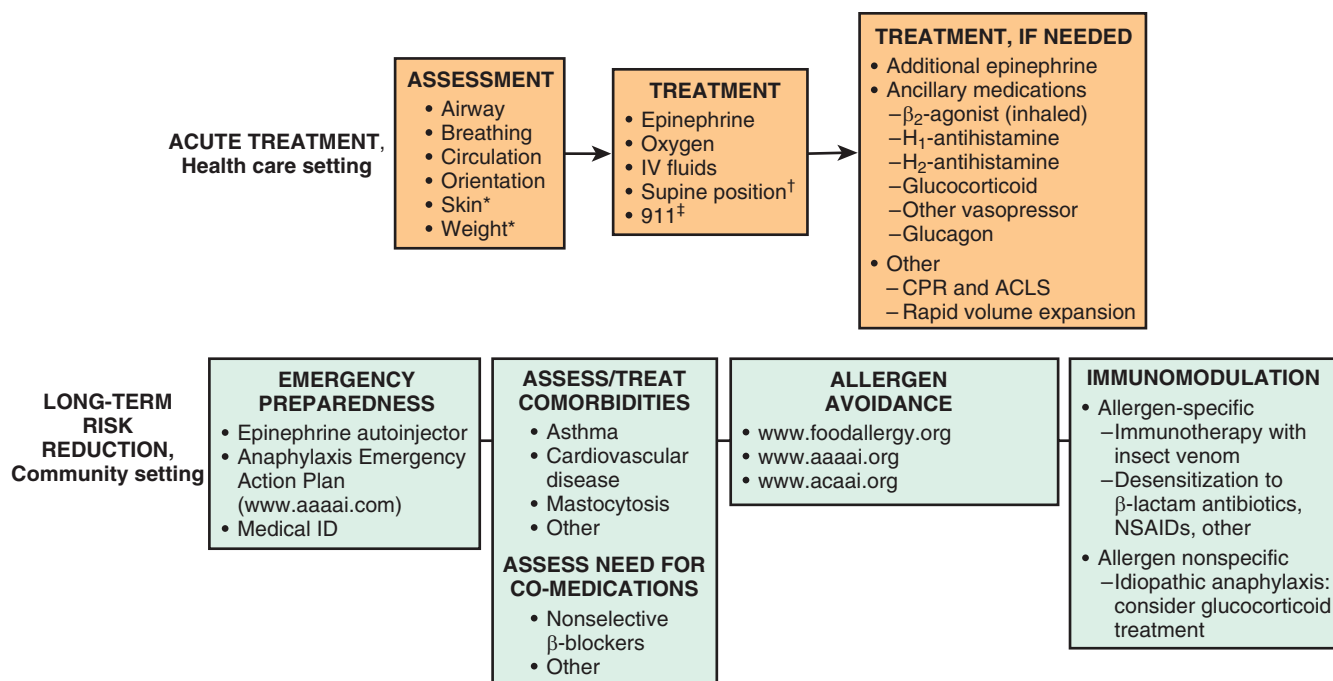 ACUTE TREATMENT,
Health care setting
ASSESSMENT
• Airway
• Breathing
• Circulation
• Orientation
• Skin*
• Weight*
TREATMENT
• Epinephrine
• Oxygen
• IV fluids
• Supine position†
• 911‡
TREATMENT, IF NEEDED
• Additional epinephrine
• Ancillary medications
–β₂-agonist (inhaled)
–H₁-antihistamine
–H₂-antihistamine
–Glucocorticoid
–Other vasopressor
–Glucagon
• Other
–CPR and ACLS
–Rapid volume expansion
LONG-TERM
RISK
REDUCTION,
Community setting
EMERGENCY
PREPAREDNESS
• Epinephrine autoinjector
• Anaphylaxis Emergency
Action Plan
(www.aaaai.com)
• Medical ID
ASSESS/TREAT
COMORBIDITIES
• Asthma
• Cardiovascular
disease
• Mastocytosis
• Other
ASSESS NEED FOR
CO-MEDICATIONS
• Nonselective
β-blockers
• Other
ALLERGEN
AVOIDANCE
• www.foodallergy.org
• www.aaaai.org
• www.acaai.org
IMMUNOMODULATION
• Allergen-specific
–Immunotherapy with
insect venom
–Desensitization to
β-lactam antibiotics,
NSAIDs, other
• Allergen nonspecific
–Idiopathic anaphylaxis:
consider glucocorticoid
treatment